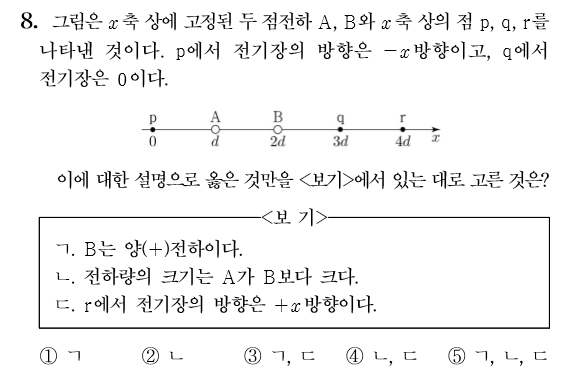 8. 그림은 x축 상에 고정된 두 점전하 A, B와 x축 상의 점 p, q, r를
나타낸 것이다. p에서 전기장의 방향은 -x방향이고, q에서
전기장은 0이다.
p A B q r
0 d 2d 3d 4d x
이에 대한 설명으로 옳은 것만을 <보기>에서 있는 대로 고른 것은?
<보 기>
ㄱ. B는 양(+)전하이다.
ㄴ. 전하량의 크기는 A가 B보다 크다.
ㄷ. r에서 전기장의 방향은 +x방향이다.
① ㄱ ② ㄴ ③ ㄱ, ㄷ ④ ㄴ, ㄷ ⑤ ㄱ, ㄴ, ㄷ